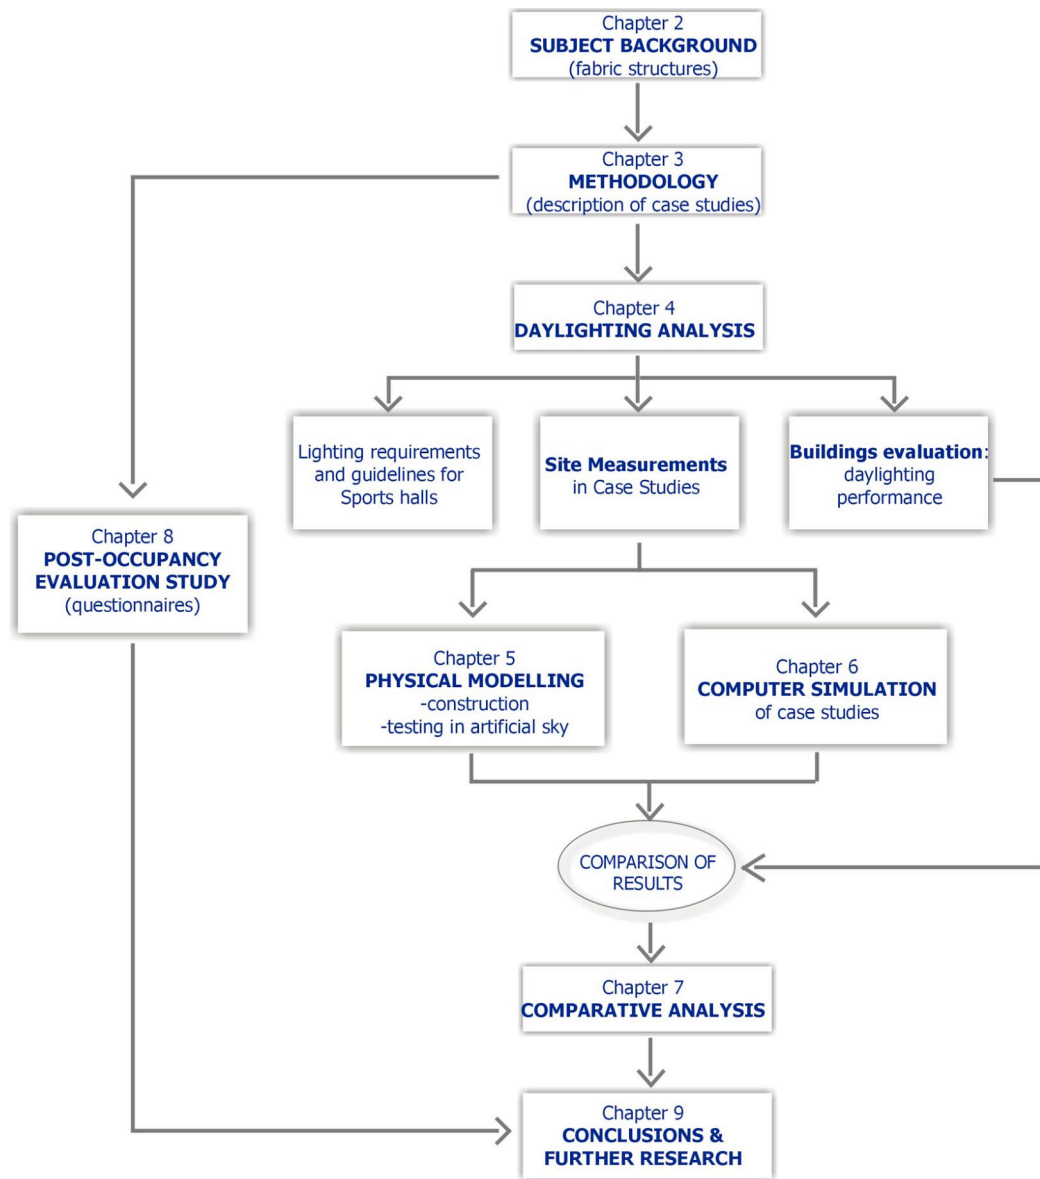 Chapter 2
SUBJECT BACKGROUND
(fabric structures)
Chapter 3
METHODOLOGY
(description of case studies)
Chapter 4
DAYLIGHTING ANALYSIS
Lighting requirements
and guidelines for
Sports halls
Site Measurements
in Case Studies
Buildings evaluation:
daylighting
performance
Chapter 8
POST-OCCUPANCY
EVALUATION STUDY
(questionnaires)
Chapter 5
PHYSICAL MODELLING
-construction
-testing in artificial sky
Chapter 6
COMPUTER SIMULATION
of case studies
COMPARISON OF
RESULTS
Chapter 7
COMPARATIVE ANALYSIS
Chapter 9
CONCLUSIONS &
FURTHER RESEARCH